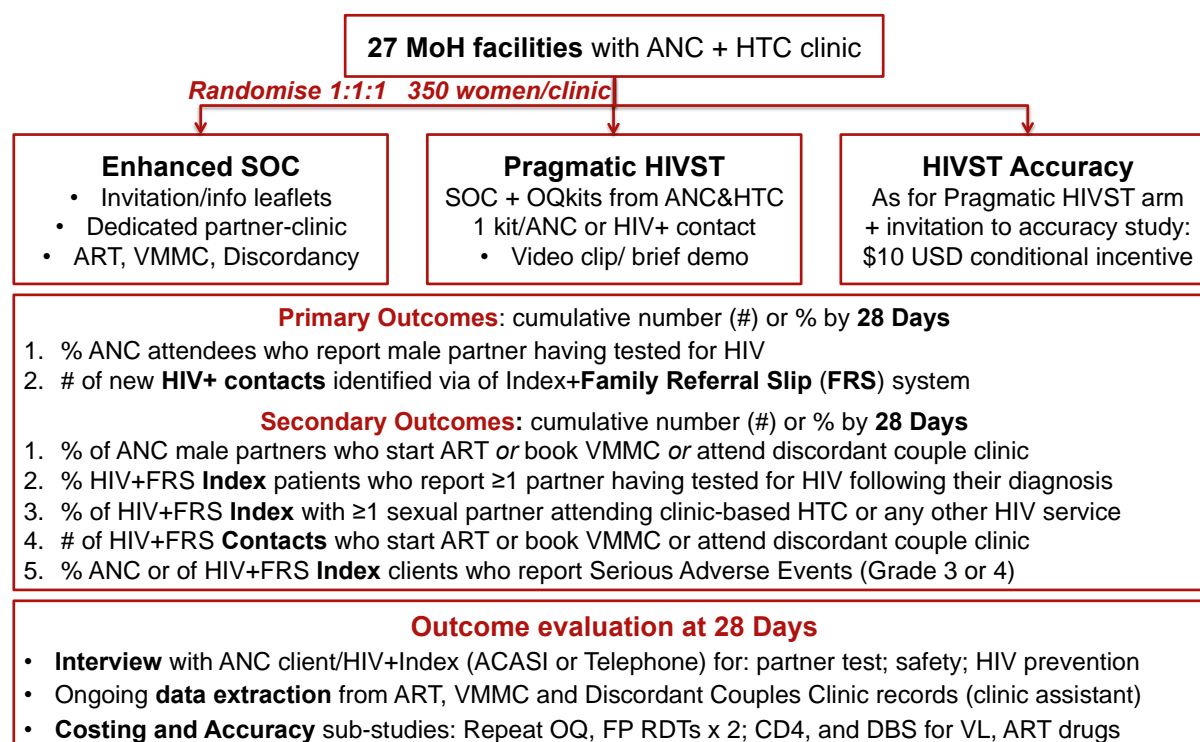 27 MoH facilities with ANC + HTC clinic
Randomise 1:1:1 350 women/clinic
Enhanced SOC
• Invitation/info leaflets
• Dedicated partner-clinic
• ART, VMMC, Discordancy
Pragmatic HIVST
SOC + OQkits from ANC&HTC
1 kit/ANC or HIV+ contact
• Video clip/ brief demo
HIVST Accuracy
As for Pragmatic HIVST arm
+ invitation to accuracy study:
$10 USD conditional incentive
Primary Outcomes: cumulative number (#) or % by 28 Days
1. % ANC attendees who report male partner having tested for HIV
2. # of new HIV+ contacts identified via of Index+Family Referral Slip (FRS) system
Secondary Outcomes: cumulative number (#) or % by 28 Days
1. % of ANC male partners who start ART or book VMMC or attend discordant couple clinic
2. % HIV+FRS Index patients who report ≥1 partner having tested for HIV following their diagnosis
3. % of HIV+FRS Index with ≥1 sexual partner attending clinic-based HTC or any other HIV service
4. # of HIV+FRS Contacts who start ART or book VMMC or attend discordant couple clinic
5. % ANC or of HIV+FRS Index clients who report Serious Adverse Events (Grade 3 or 4)
Outcome evaluation at 28 Days
• Interview with ANC client/HIV+Index (ACASI or Telephone) for: partner test; safety; HIV prevention
• Ongoing data extraction from ART, VMMC and Discordant Couples Clinic records (clinic assistant)
• Costing and Accuracy sub-studies: Repeat OQ, FP RDTs x 2; CD4, and DBS for VL, ART drugs